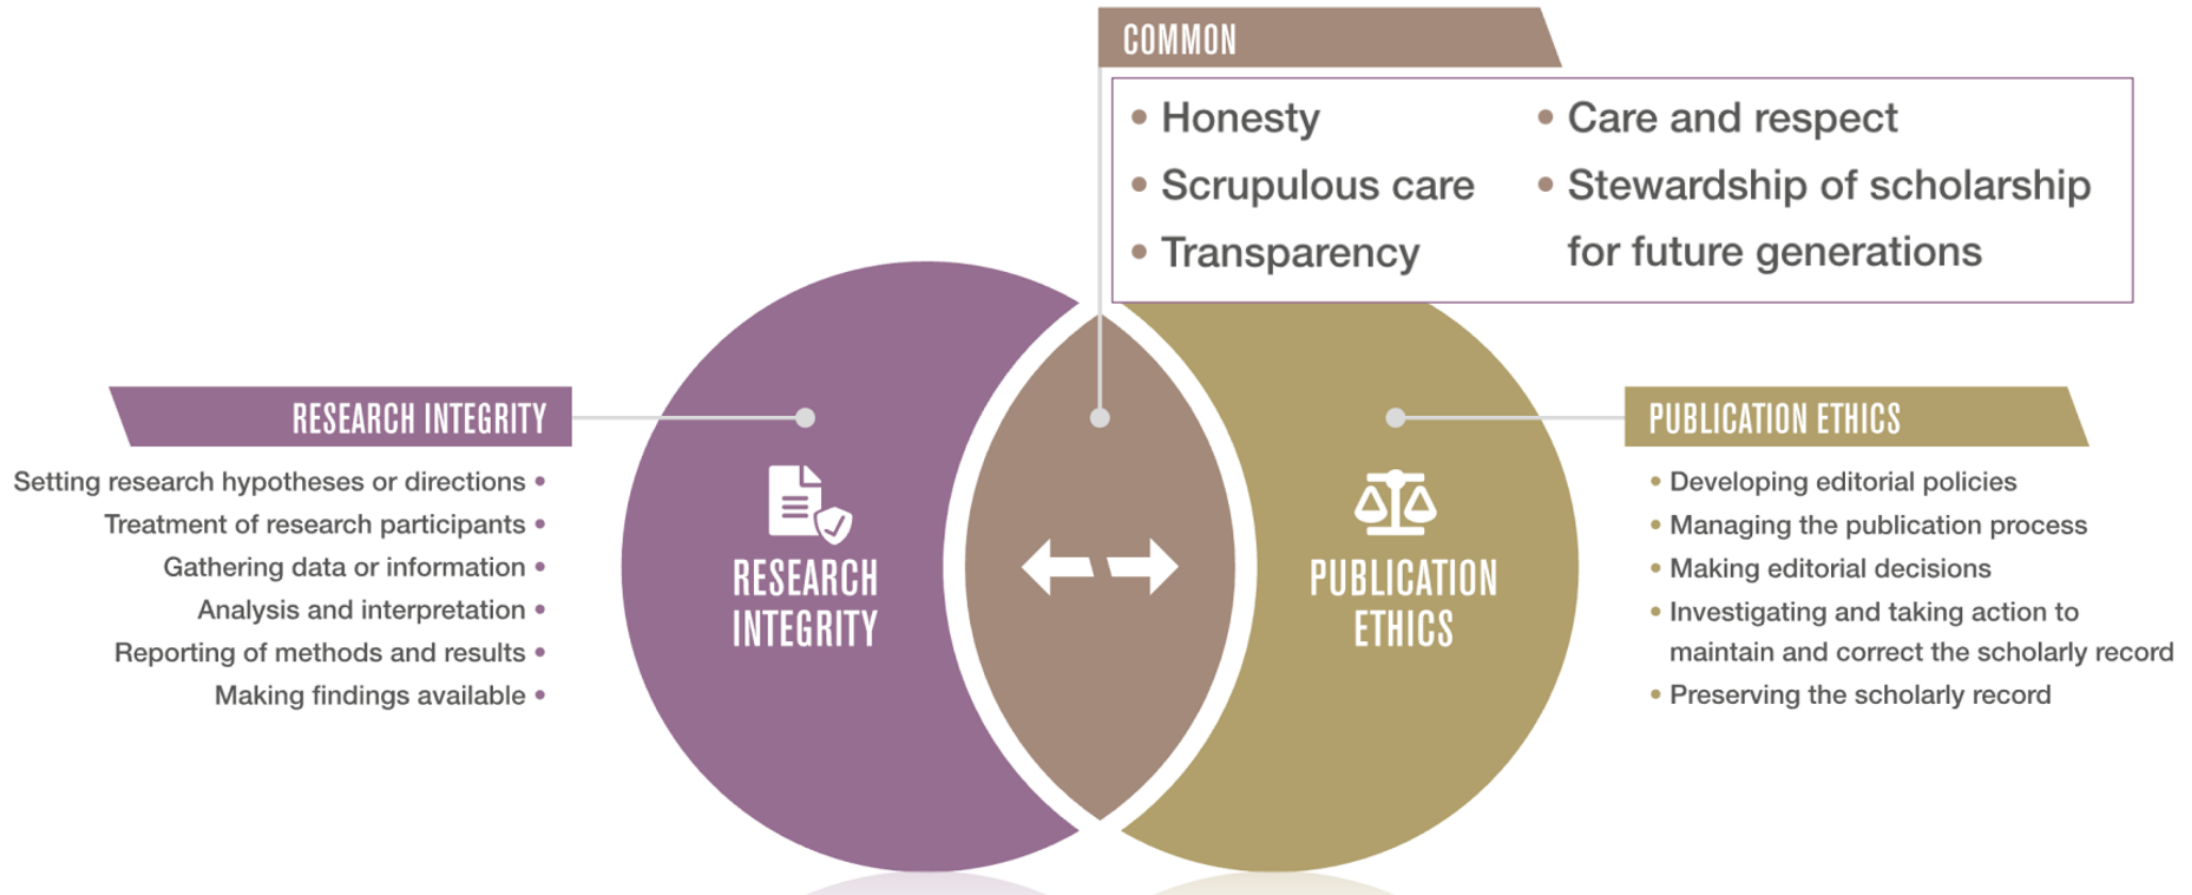 COMMON
Honesty
Scrupulous care
Transparency
Care and respect
Stewardship of scholarship
for future generations
RESEARCH INTEGRITY
Setting research hypotheses or directions
Treatment of research participants
Gathering data or information
Analysis and interpretation
Reporting of methods and results
Making findings available
RESEARCH
INTEGRITY
PUBLICATION
ETHICS
PUBLICATION ETHICS
Developing editorial policies
Managing the publication process
Making editorial decisions
Investigating and taking action to
maintain and correct the scholarly record
Preserving the scholarly record